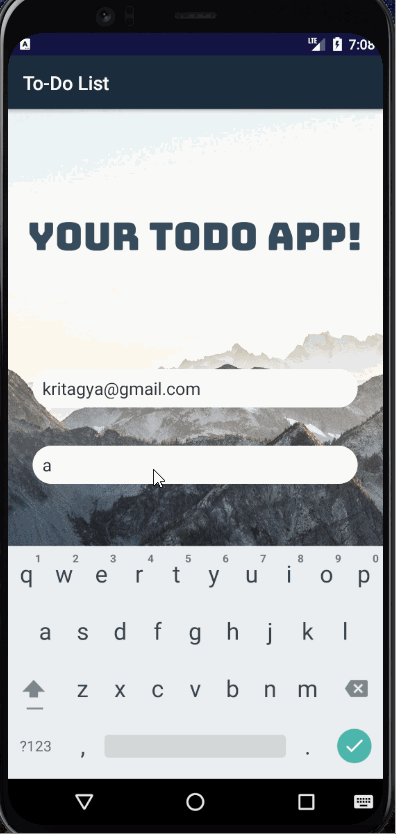 LTE 7:08
To-Do List
YOUR TODO APP!
kritagya@gmail.com
a
1 2 3 4 5 6 7 8 9 0
q w e r t y u i o p
a s d f g h j k l
z x c v b n m
?123 , .